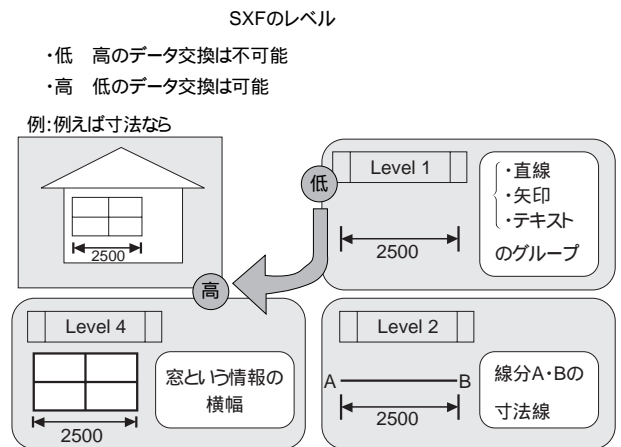 SXFのレベル
・低　高のデータ交換は不可能
・高　低のデータ交換は可能
例：例えば寸法なら
2500
低
Level 1
2500
・直線
・矢印
・テキスト
のグループ
高
Level 4
2500
窓という情報の
横幅
Level 2
A
B
2500
線分A・Bの
寸法線